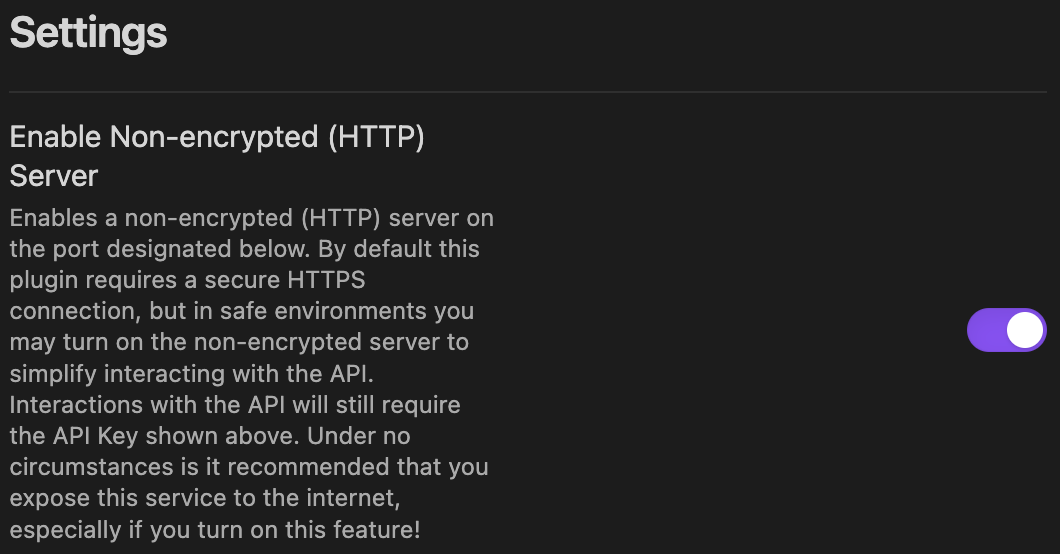 Settings
Enable Non-encrypted (HTTP)
Server
Enables a non-encrypted (HTTP) server on
the port designated below. By default this
plugin requires a secure HTTPS
connection, but in safe environments you
may turn on the non-encrypted server to
simplify interacting with the API.
Interactions with the API will still require
the API Key shown above. Under no
circumstances is it recommended that you
expose this service to the internet,
especially if you turn on this feature!